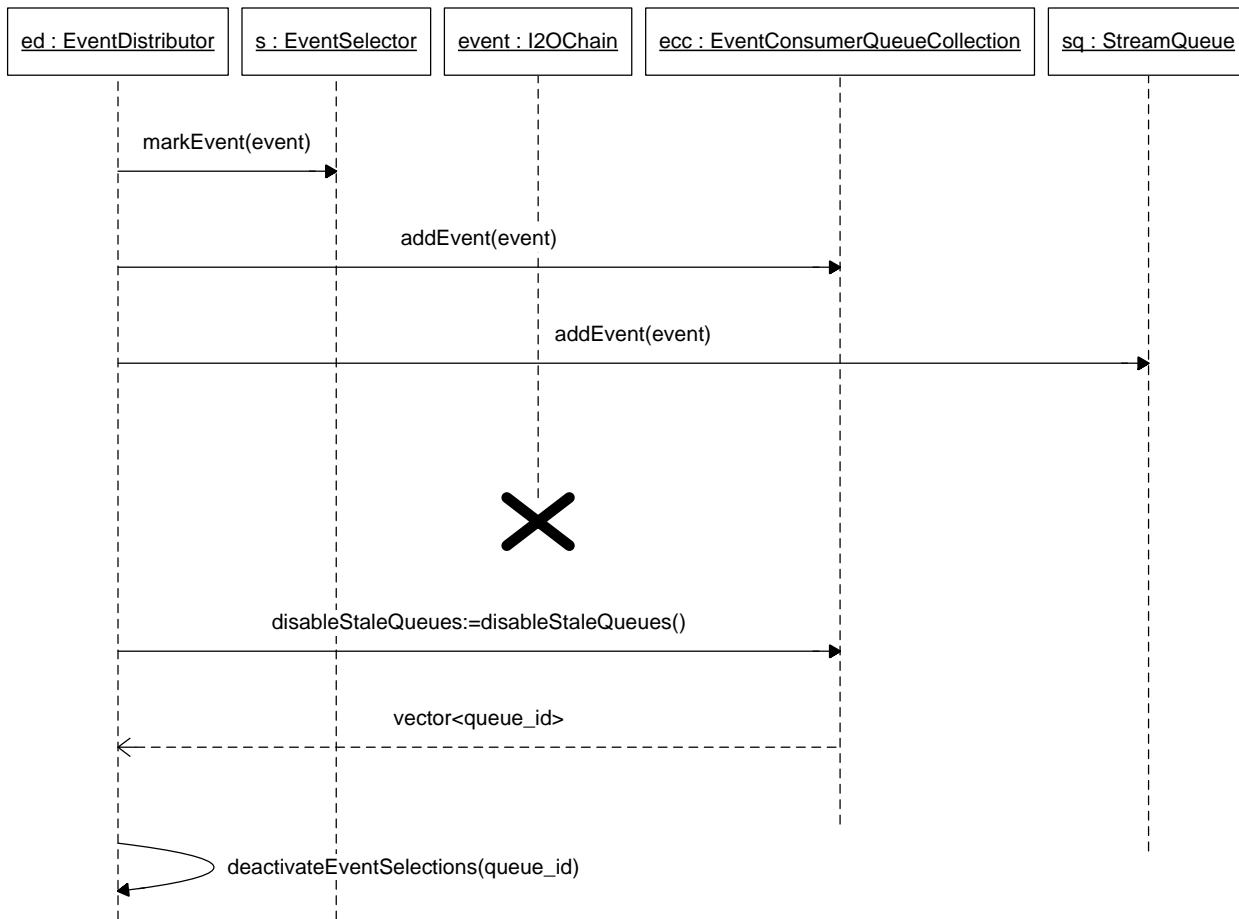 ed : EventDistributor
s : EventSelector
event : I2OChain
ecc : EventConsumerQueueCollection
sq : StreamQueue
markEvent(event)
addEvent(event)
addEvent(event)
disableStaleQueues:=disableStaleQueues()
vector<queue_id>
deactivateEventSelections(queue_id)